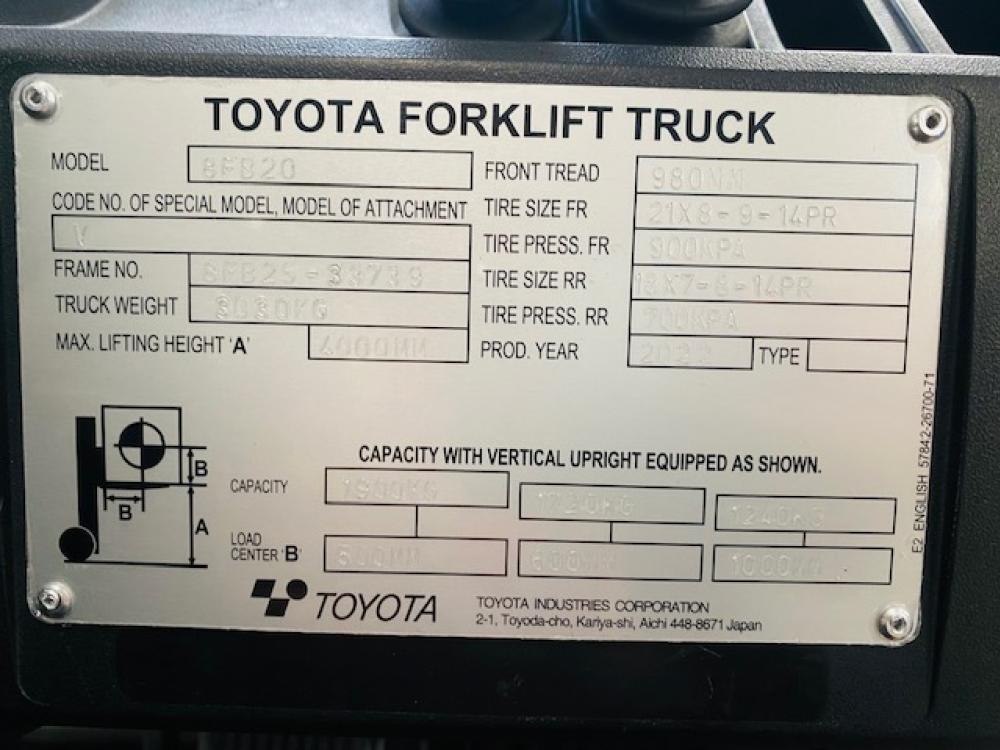 TOYOTA FORKLIFT TRUCK
MODEL 8FB20
CODE NO. OF SPECIAL MODEL, MODEL OF ATTACHMENT
V
FRAME NO. 8FB25-33739
TRUCK WEIGHT
MAX. LIFTING HEIGHT 'A' 4000MM
FRONT TREAD 980MM
TIRE SIZE FR 21X8-9-14PR
TIRE PRESS. FR 900KPA
TIRE SIZE RR 18X7-8-14PR
TIRE PRESS. RR 700KPA
PROD. YEAR TYPE
B
B
A
CAPACITY WITH VERTICAL UPRIGHT EQUIPPED AS SHOWN.
CAPACITY 1900KG 1720KG 1240KG
LOAD
CENTER 'B' 500MM 600MM 1000MM
TOYOTA
TOYOTA INDUSTRIES CORPORATION
2-1, Toyoda-cho, Kariya-shi, Aichi 448-8671 Japan
E2 ENGLISH 57842-26700-71